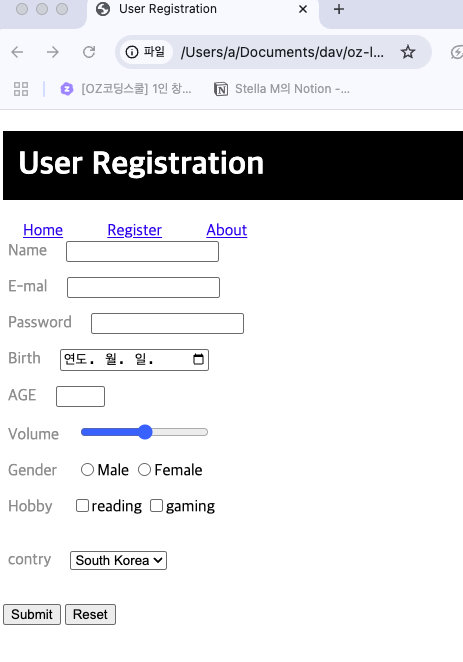 User Registration
파일 /Users/a/Documents/dav/oz-l...
[OZ코딩스쿨] 1인 창... Stella M의 Notion -...
User Registration
Home Register About
Name
E-mal
Password
Birth 연도. 월. 일.
AGE
Volume
Gender Male Female
Hobby reading gaming
contry South Korea
Submit Reset